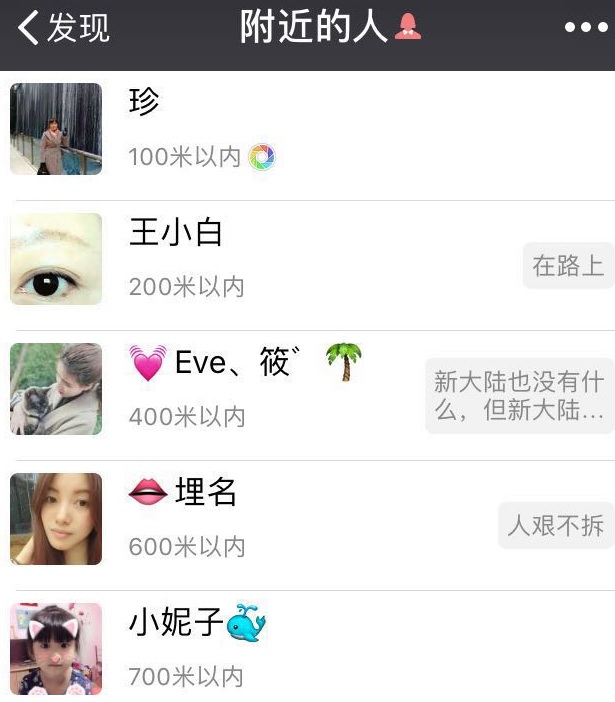 发现
附近的人
珍
100米以内
王小白
200米以内
在路上
Eve、筱゛
400米以内
新大陆也没有什
么，但新大陆...
埋名
600米以内
人艰不拆
小妮子
700米以内